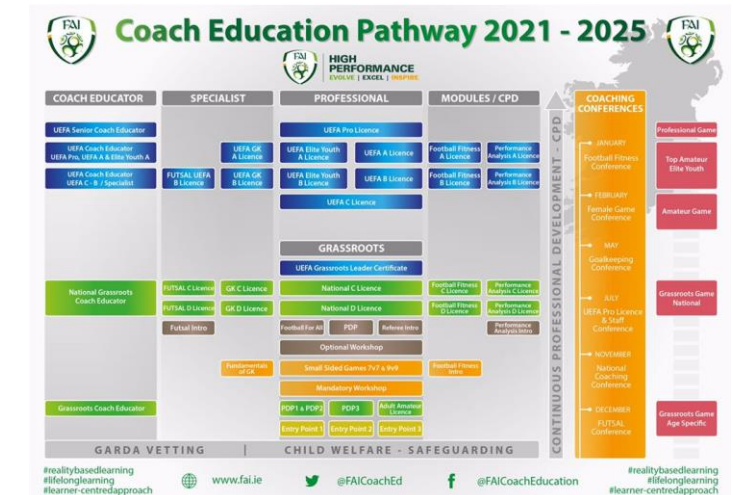 FAI
Coach Education Pathway 2021 - 2025
FAI
FAI
HIGH
PERFORMANCE
EVOLVE | EXCEL | INSPIRE
COACH EDUCATOR
SPECIALIST
PROFESSIONAL
MODULES / CPD
UEFA Senior Coach Educator
UEFA Pro Licence
UEFA Coach Educator
UEFA Pro, UEFA A & Elite Youth A
UEFA GK
A Licence
UEFA Elite Youth
A Licence
UEFA A Licence
Football Fitness
A Licence
Performance
Analysis A Licence
UEFA Coach Educator
UEFA C - B / Specialist
FUTSAL UEFA
B Licence
UEFA GK
B Licence
UEFA Elite Youth
B Licence
UEFA B Licence
Football Fitness
B Licence
Performance
Analysis B Licence
UEFA C Licence
GRASSROOTS
UEFA Grassroots Leader Certificate
National Grassroots
Coach Educator
FUTSAL C Licence
GK C Licence
National C Licence
Football Fitness
C Licence
Performance
Analysis C Licence
FUTSAL D Licence
GK D Licence
National D Licence
Football Fitness
D Licence
Performance
Analysis D Licence
Futsal Intro
Football For All
PDP
Referee Intro
Performance
Analysis Intro
Optional Workshop
Fundamentals
of GK
Small Sided Games 7v7 & 9v9
Football Fitness
Intro
Mandatory Workshop
Grassroots Coach Educator
PDP1 & PDP2
PDP3
Adult Amateur
Licence
Entry Point 1
Entry Point 2
Entry Point 3
GARDA VETTING | CHILD WELFARE - SAFEGUARDING
CONTINUOUS PROFESSIONAL DEVELOPMENT - CPD
COACHING
CONFERENCES
JANUARY
Football Fitness
Conference
FEBRUARY
Female Game
Conference
MAY
Goalkeeping
Conference
JULY
UEFA Pro Licence
& Staff
Conference
NOVEMBER
National
Coaching
Conference
DECEMBER
FUTSAL
Conference
Professional Game
Top Amateur
Elite Youth
Amateur Game
Grassroots Game
National
Grassroots Game
Age Specific
#realitybasedlearning
#lifelonglearning
#learner-centredapproach
www.fai.ie
@FAICoachEd
@FAICoachEducation
#realitybasedlearning
#lifelonglearning
#learner-centredapproach